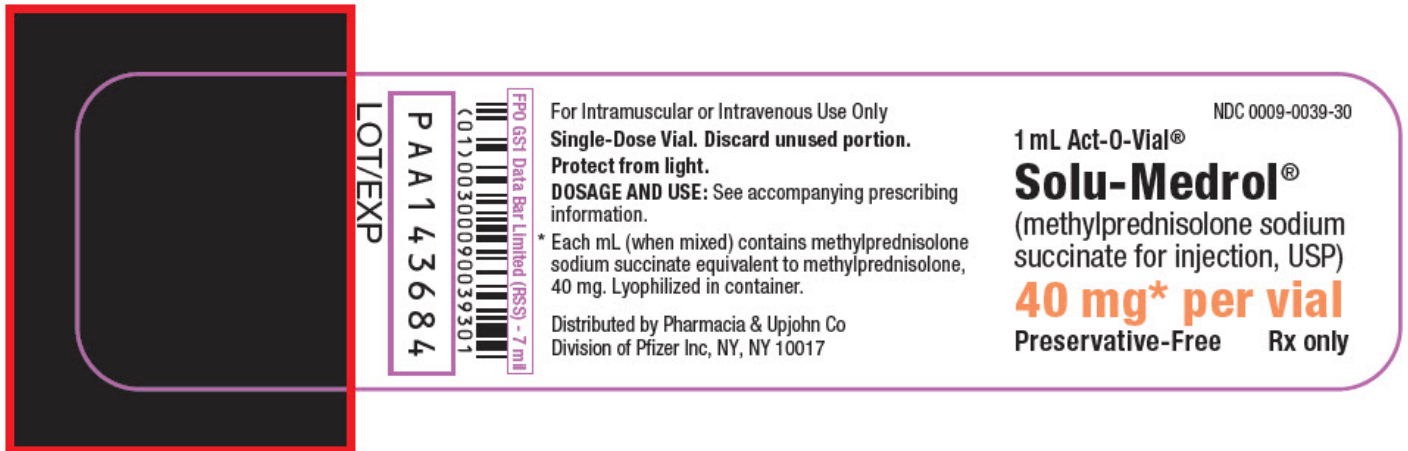 LOT/EXP
PAA143684
(01)00300090039301
FPO GS1 Data Bar Limited (RSS) - 7 mil
For Intramuscular or Intravenous Use Only
Single-Dose Vial. Discard unused portion.
Protect from light.
DOSAGE AND USE: See accompanying prescribing
information.
* Each mL (when mixed) contains methylprednisolone
sodium succinate equivalent to methylprednisolone,
40 mg. Lyophilized in container.
Distributed by Pharmacia & Upjohn Co
Division of Pfizer Inc, NY, NY 10017
NDC 0009-0039-30
1 mL Act-O-Vial®
Solu-Medrol®
(methylprednisolone sodium
succinate for injection, USP)
40 mg* per vial
Preservative-Free Rx only